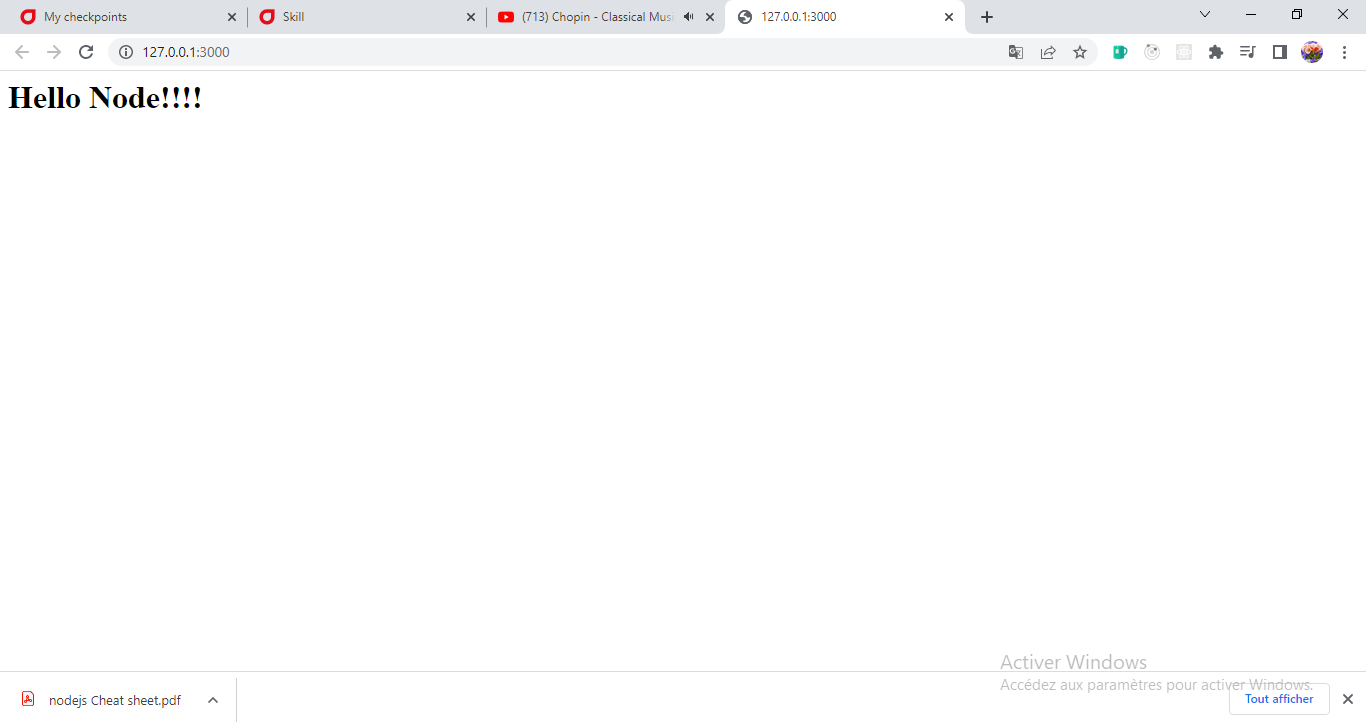 My checkpoints
Skill
(713) Chopin - Classical Musi
127.0.0.1:3000
127.0.0.1:3000
Hello Node!!!!
Activer Windows
Accédez aux paramètres pour activer Windows.
nodejs Cheat sheet.pdf
Tout afficher